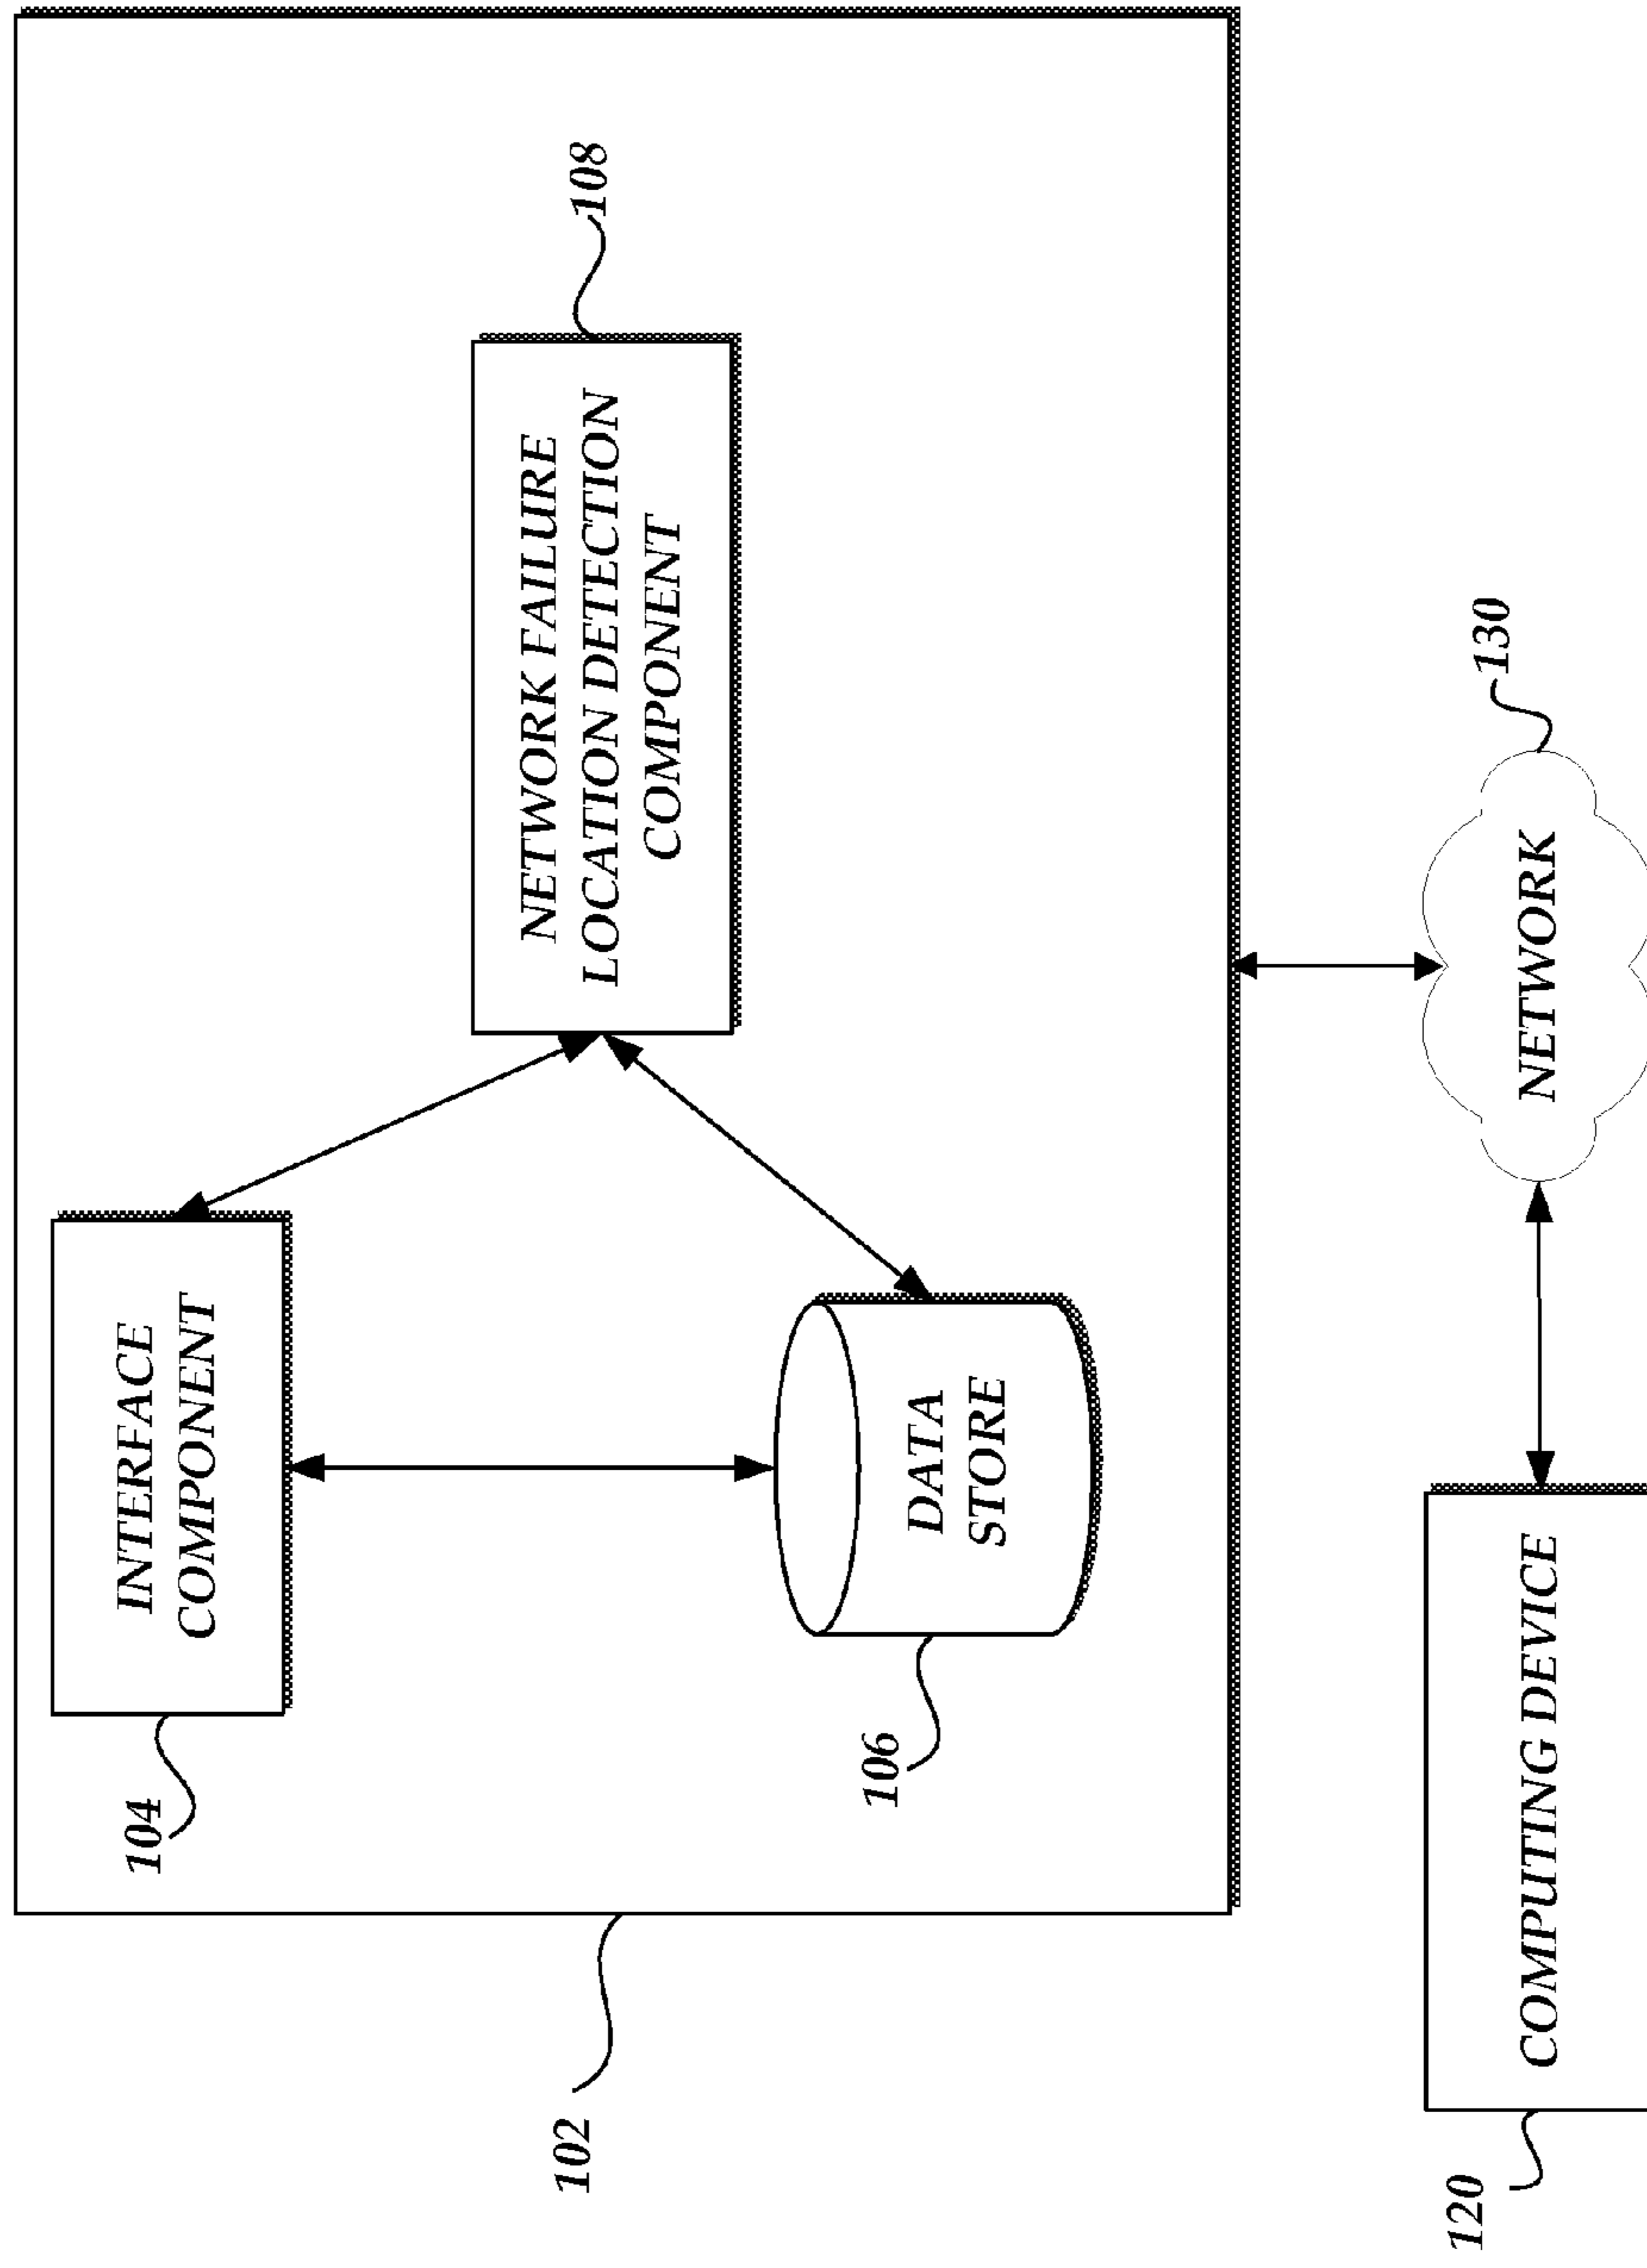 102
104
INTERFACE
COMPONENT
106
DATA
STORE
NETWORK FAILURE
LOCATION DETECTION
COMPONENT
108
120
COMPUTING DEVICE
NETWORK
130